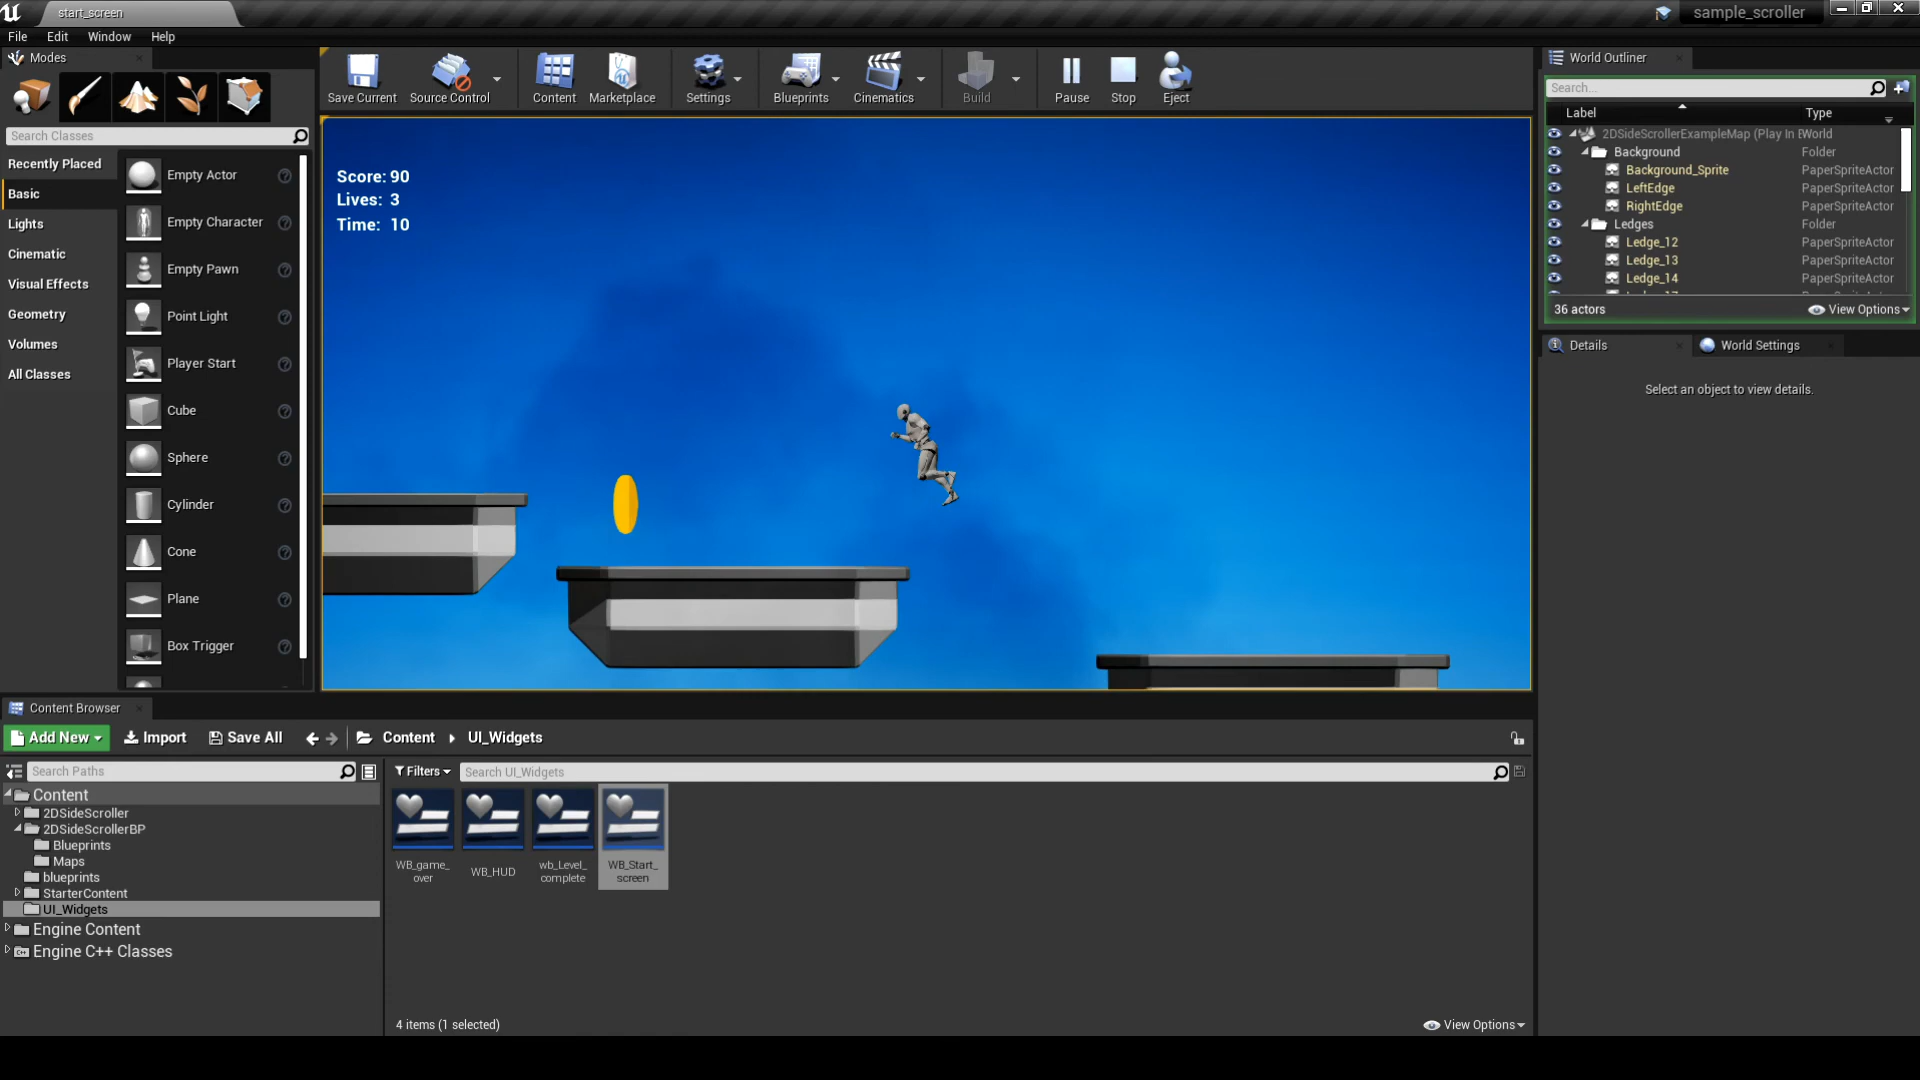 start_screen
sample_scroller
File Edit Window Help
Modes
Save Current
Source Control
Content
Marketplace
Settings
Blueprints
Cinematics
Build
Pause
Stop
Eject
World Outliner
Search...
Label Type
2DSideScrollerExampleMap (Play In E World
Background Folder
Background_Sprite PaperSpriteActor
LeftEdge PaperSpriteActor
RightEdge PaperSpriteActor
Ledges Folder
Ledge_12 PaperSpriteActor
Ledge_13 PaperSpriteActor
Ledge_14 PaperSpriteActor
36 actors
View Options
Details
World Settings
Select an object to view details.
Search Classes
Recently Placed
Basic
Lights
Cinematic
Visual Effects
Geometry
Volumes
All Classes
Empty Actor
Empty Character
Empty Pawn
Point Light
Player Start
Cube
Sphere
Cylinder
Cone
Plane
Box Trigger
Score: 90
Lives: 3
Time: 10
Content Browser
Add New
Import
Save All
Content
UI_Widgets
Search Paths
Filters
Search UI_Widgets
Content
2DSideScroller
2DSideScrollerBP
Blueprints
Maps
blueprints
StarterContent
UI_Widgets
Engine Content
Engine C++ Classes
WB_game_
over
WB_HUD
wb_Level_
complete
WB_Start_
screen
4 items (1 selected)
View Options